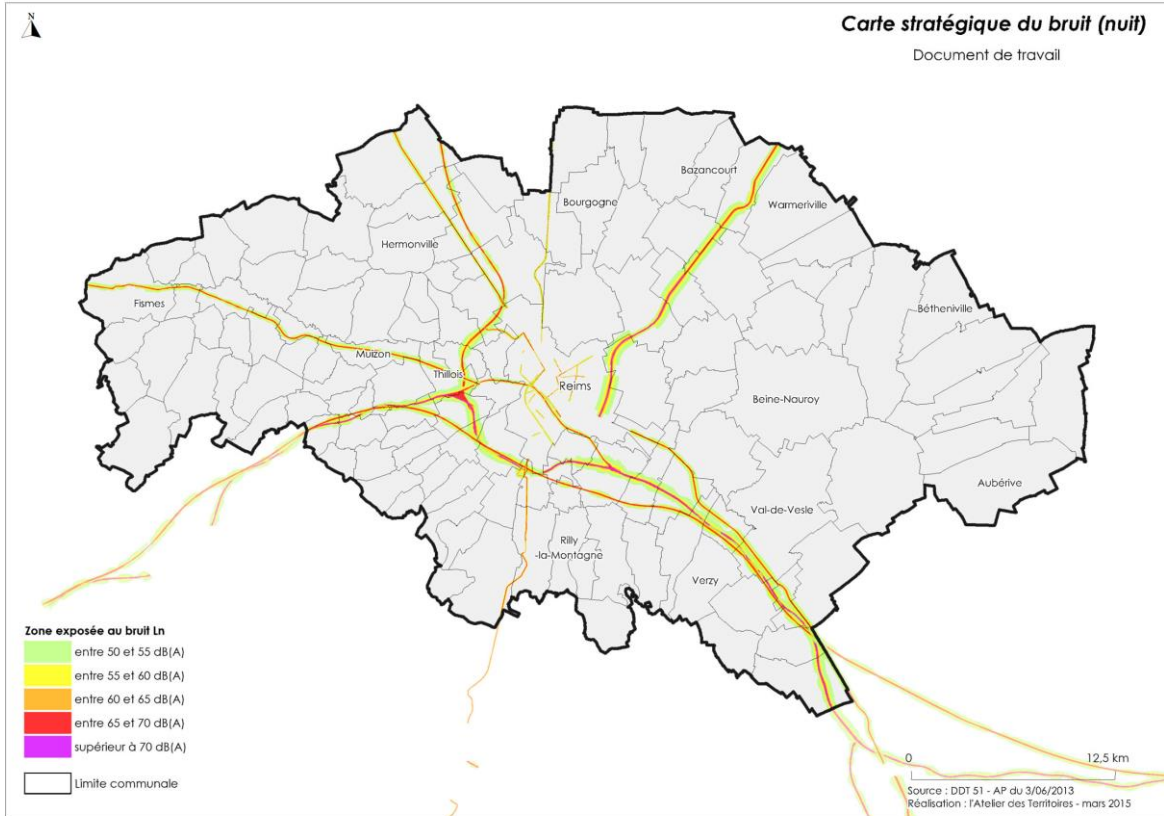 N
Carte stratégique du bruit (nuit)
Document de travail
Bazancourt
Bourgogne
Warmeriville
Hermonville
Fismes
Bétheniville
Muizon
Thillois
Reims
Beine-Nauroy
Aubérive
Val-de-Vesle
Rilly
-la-Montagne
Verzy
Zone exposée au bruit Ln
entre 50 et 55 dB(A)
entre 55 et 60 dB(A)
entre 60 et 65 dB(A)
entre 65 et 70 dB(A)
supérieur à 70 dB(A)
Limite communale
0 12,5 km
Source : DDT 51 - AP du 3/06/2013
Réalisation : l'Atelier des Territoires - mars 2015